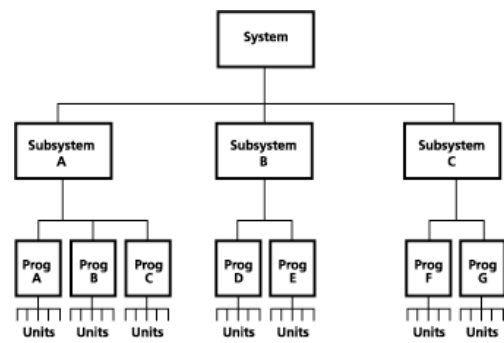 System
Subsystem
A
Subsystem
B
Subsystem
C
Prog
A
Prog
B
Prog
C
Prog
D
Prog
E
Prog
F
Prog
G
Units
Units
Units
Units
Units
Units
Units